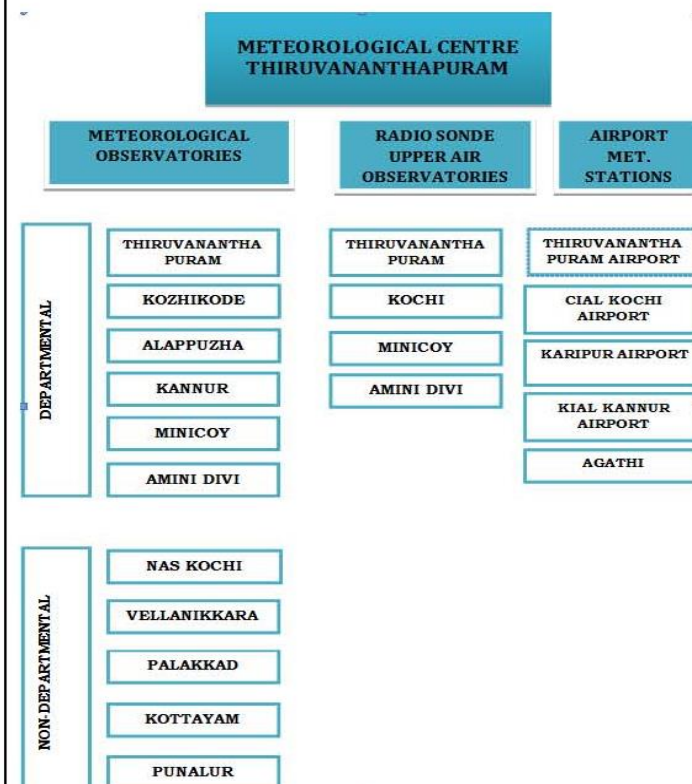 METEOROLOGICAL CENTRE
THIRUVANANTHAPURAM
METEOROLOGICAL
OBSERVATORIES
RADIO SONDE
UPPER AIR
OBSERVATORIES
AIRPORT
MET.
STATIONS
DEPARTMENTAL
THIRUVANANTHA
PURAM
KOZHIKODE
ALAPPUZHA
KANNUR
MINICOY
AMINI DIVI
THIRUVANANTHA
PURAM
KOCHI
MINICOY
AMINI DIVI
THIRUVANANTHA
PURAM AIRPORT
CIAL KOCHI
AIRPORT
KARIPUR AIRPORT
KIAL KANNUR
AIRPORT
AGATHI
NON-DEPARTMENTAL
NAS KOCHI
VELLANIKKARA
PALAKKAD
KOTTAYAM
PUNALUR